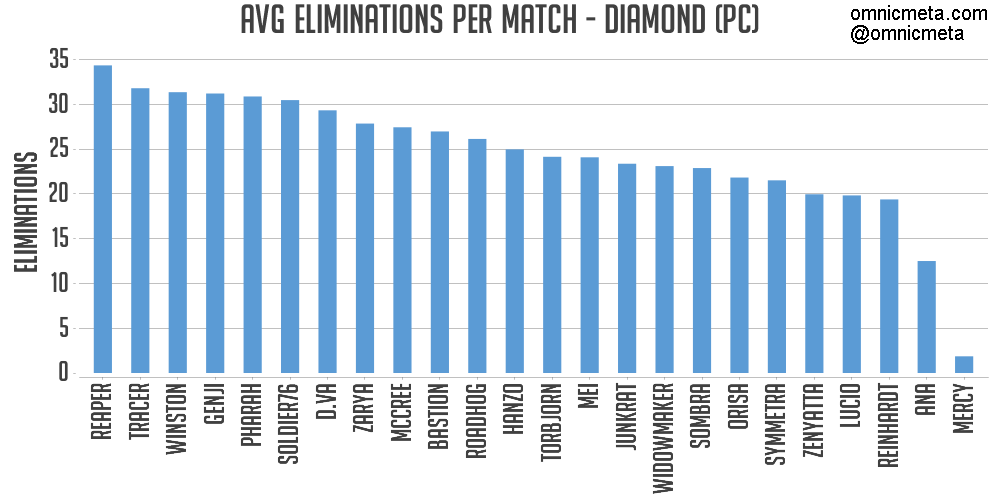 AVG ELIMINATIONS PER MATCH - DIAMOND (PC)
omnicmeta.com
@omnicmeta
ELIMINATIONS
35
30
25
20
15
10
5
0
REAPER
TRACER
WINSTON
GENJI
PHARAH
SOLDIER76
D.VA
ZARYA
MCCREE
BASTION
ROADHOG
HANZO
TORBJORN
MEI
JUNKRAT
WIDOWMAKER
SOMBRA
ORISA
SYMMETRA
ZENYATTA
LUCIO
REINHARDT
ANA
MERCY